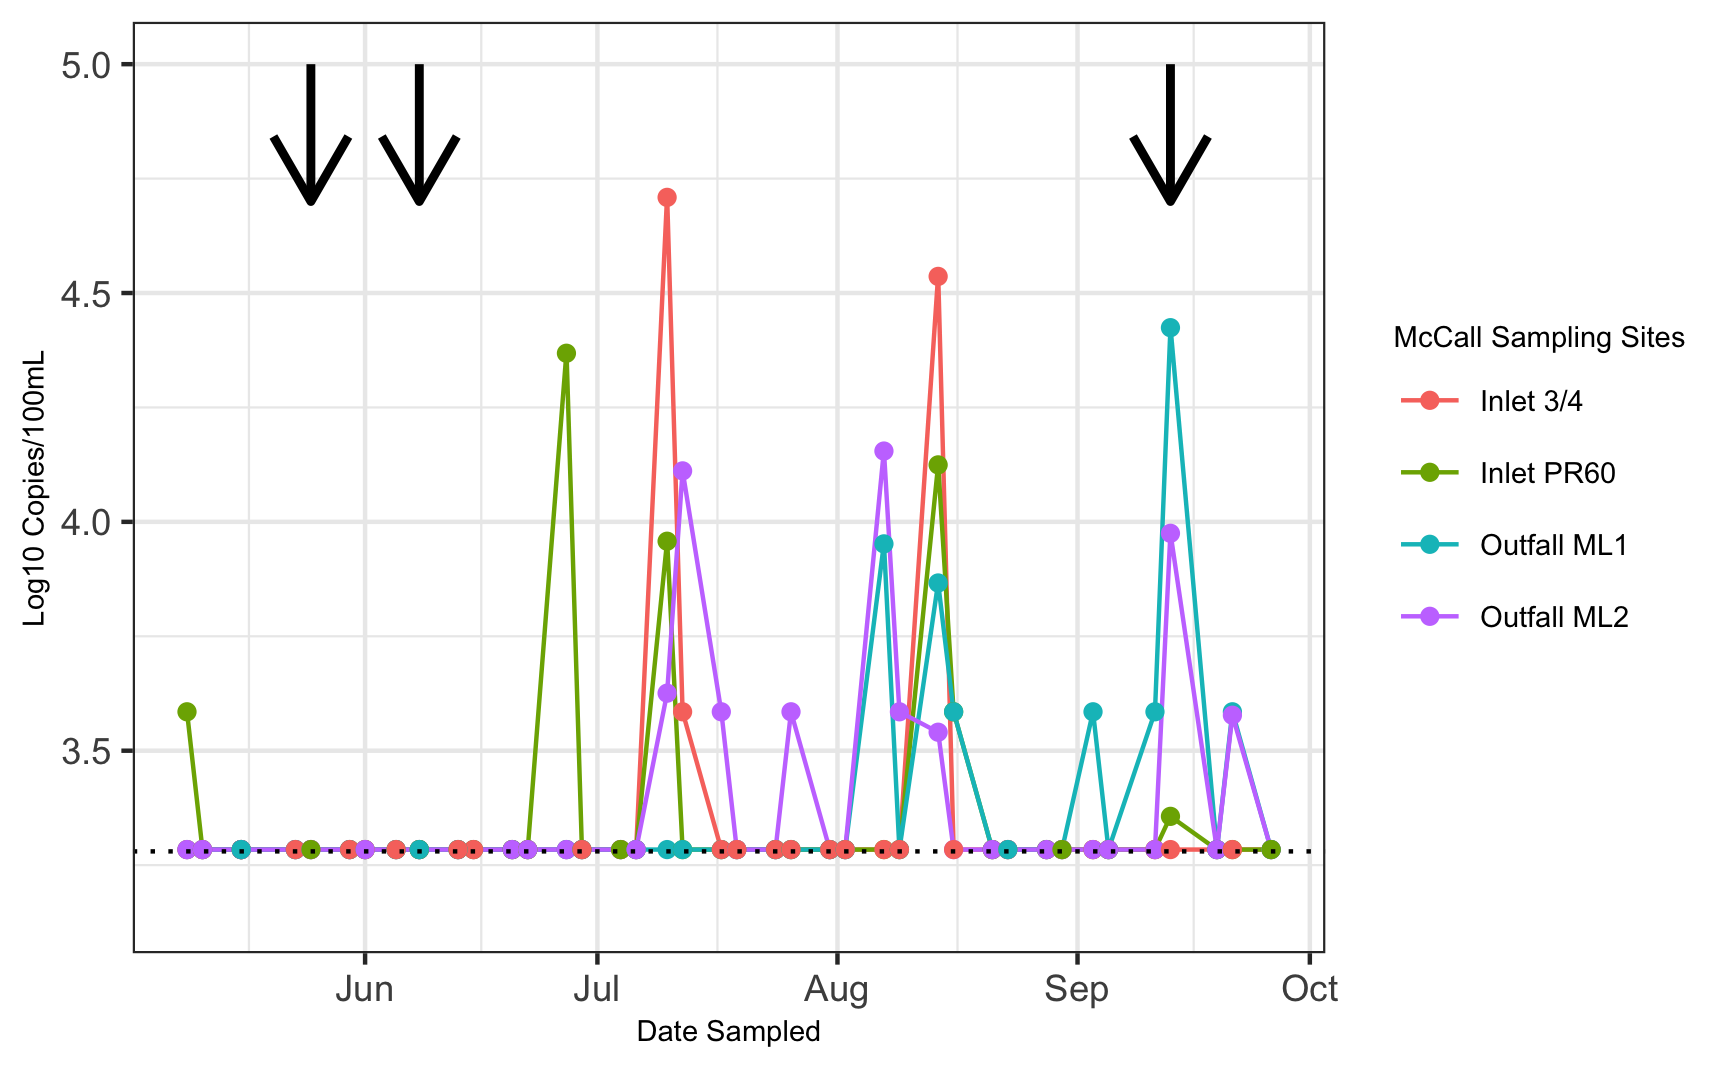 5.0
4.5
4.0
3.5
Log10 Copies/100mL
Jun Jul Aug Sep Oct
Date Sampled
McCall Sampling Sites
Inlet 3/4
Inlet PR60
Outfall ML1
Outfall ML2